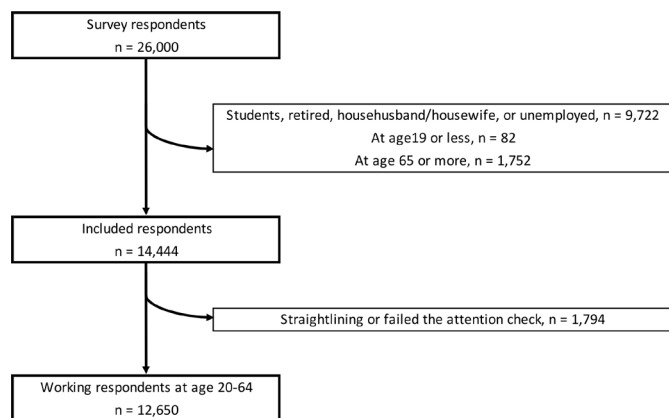 Survey respondents
n = 26,000
Students, retired, househusband/housewife, or unemployed, n = 9,722
At age19 or less, n = 82
At age 65 or more, n = 1,752
Included respondents
n = 14,444
Straightlining or failed the attention check, n = 1,794
Working respondents at age 20-64
n = 12,650